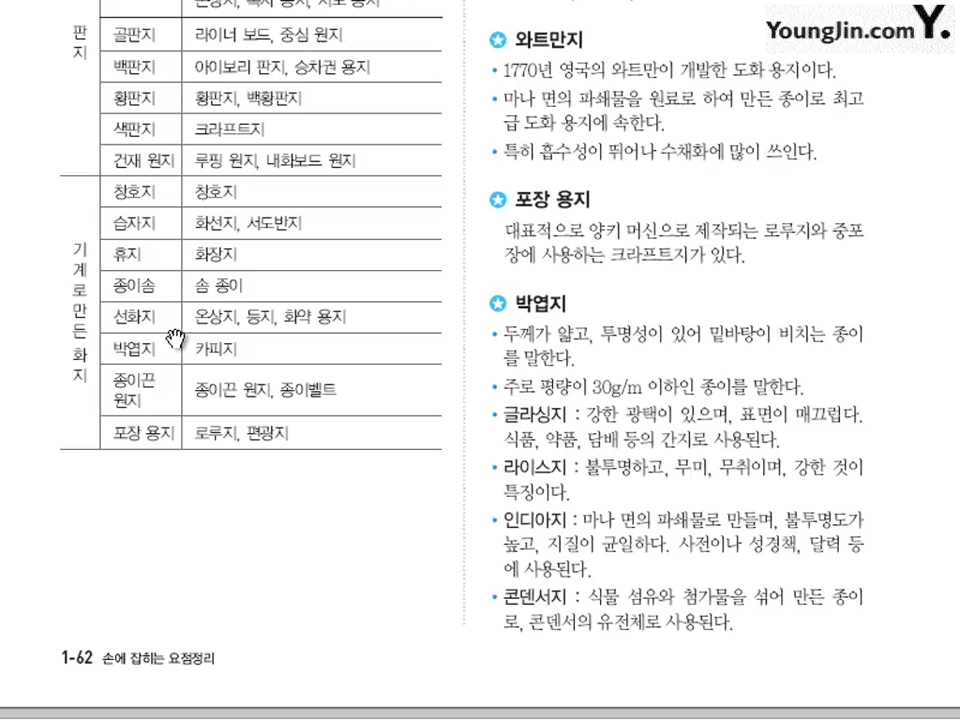 판지
골판지 라이너 보드, 중심 원지
백판지 아이보리 판지, 승차권 용지
황판지 황판지, 백황판지
색판지 크라프트지
건재 원지 루핑 원지, 내화보드 원지
기계로 만든 화지
창호지 창호지
습자지 화선지, 서도반지
휴지 화장지
종이솜 솜 종이
선화지 온상지, 등지, 화약 용지
박엽지 카피지
종이끈
원지
종이끈 원지, 종이벨트
포장 용지 로루지, 편광지
1-62 손에 잡히는 요점정리
YoungJin.com Y.
와트만지
• 1770년 영국의 와트만이 개발한 도화 용지이다.
• 마나 면의 파쇄물을 원료로 하여 만든 종이로 최고
급 도화 용지에 속한다.
• 특히 흡수성이 뛰어나 수채화에 많이 쓰인다.
포장 용지
대표적으로 양키 머신으로 제작되는 로루지와 중포
장에 사용하는 크라프트지가 있다.
박엽지
• 두께가 얇고, 투명성이 있어 밑바탕이 비치는 종이
를 말한다.
• 주로 평량이 30g/m 이하인 종이를 말한다.
• 글라싱지 : 강한 광택이 있으며, 표면이 매끄럽다.
식품, 약품, 담배 등의 간지로 사용된다.
• 라이스지 : 불투명하고, 무미, 무취이며, 강한 것이
특징이다.
• 인디아지 : 마나 면의 파쇄물로 만들며, 불투명도가
높고, 지질이 균일하다. 사전이나 성경책, 달력 등
에 사용된다.
• 콘덴서지 : 식물 섬유와 첨가물을 섞어 만든 종이
로, 콘덴서의 유전체로 사용된다.